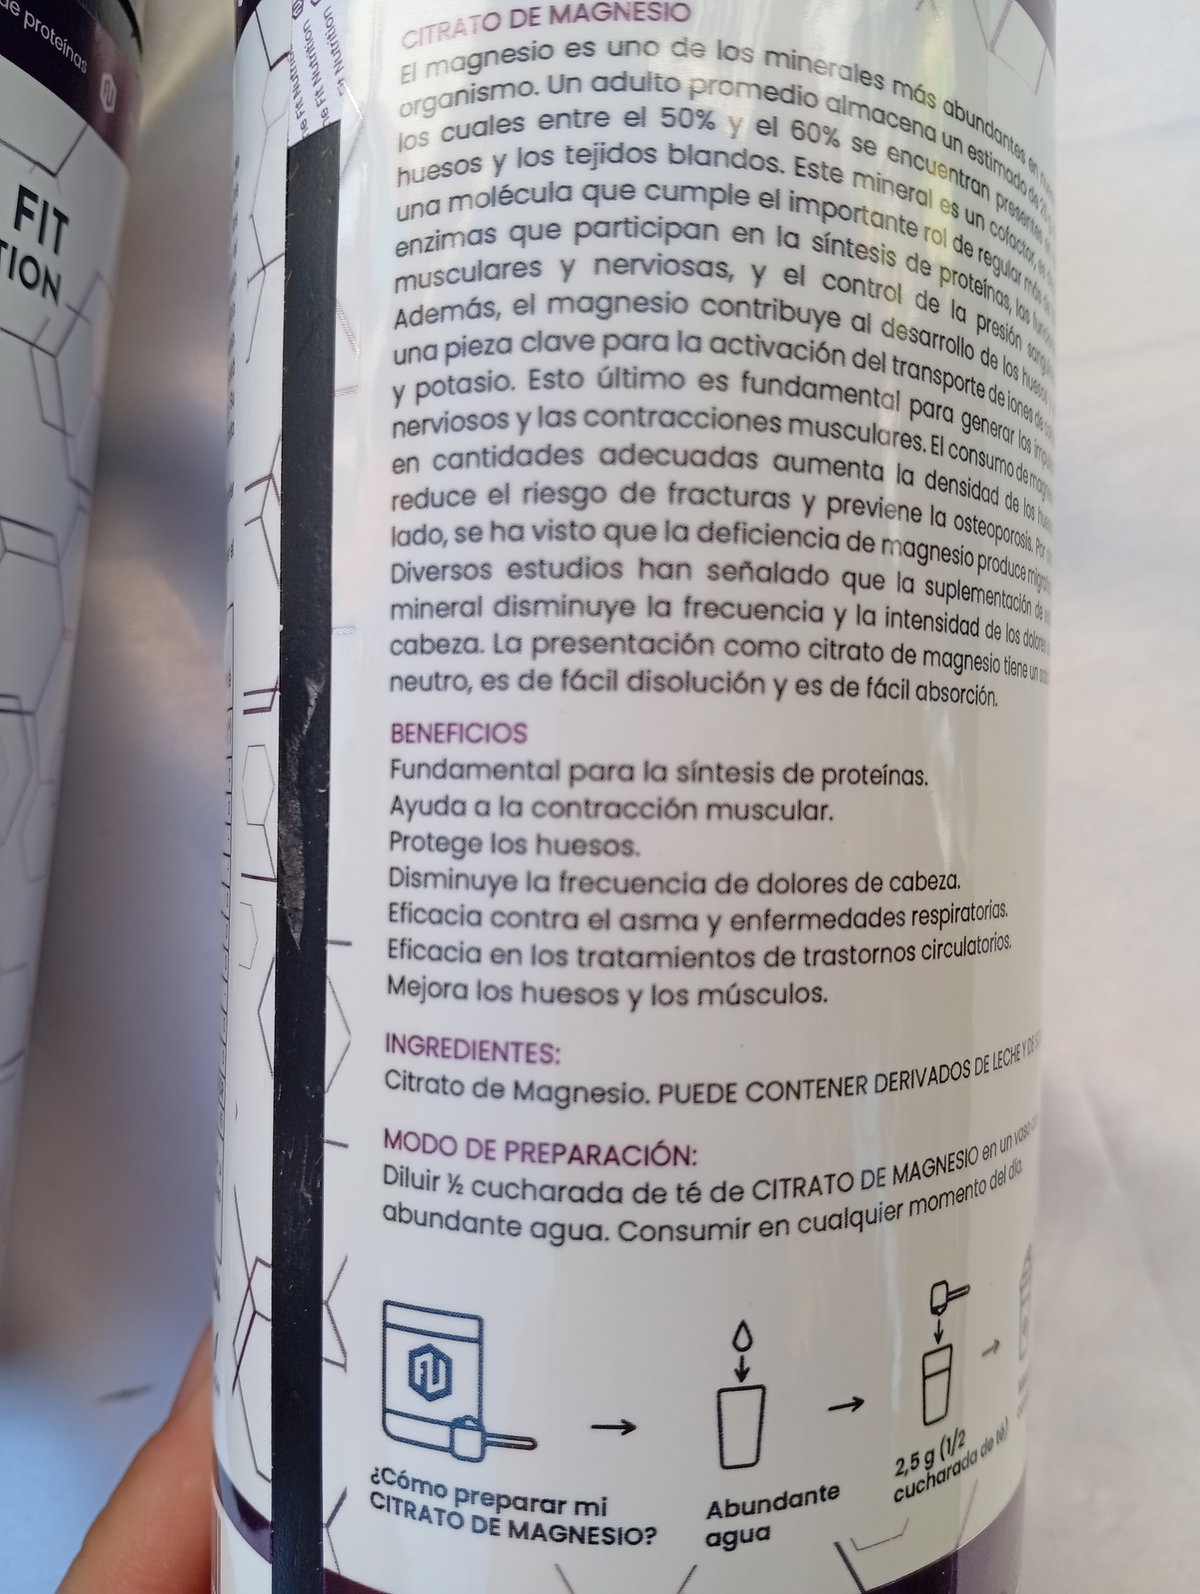 de proteínas
FIT
TION
Fit Nutrition
The Fit Nutrition
CITRATO DE MAGNESIO
El magnesio es uno de los minerales más abundantes en
organismo. Un adulto promedio almacena un estimado de
los cuales entre el 50% y el 60% se encuentran presentes
huesos y los tejidos blandos. Este mineral es un cofactor, es
una molécula que cumple el importante rol de regular más de
enzimas que participan en la síntesis de proteínas, las
musculares y nerviosas, y el control de la presión
Además, el magnesio contribuye al desarrollo de los huesos
una pieza clave para la activación del transporte de iones de
y potasio. Esto último es fundamental para generar los
nerviosos y las contracciones musculares. El consumo de
en cantidades adecuadas aumenta la densidad de los
reduce el riesgo de fracturas y previene la osteoporosis. Por
lado, se ha visto que la deficiencia de magnesio produce
Diversos estudios han señalado que la suplementación de
mineral disminuye la frecuencia y la intensidad de los dolores
cabeza. La presentación como citrato de magnesio tiene un
neutro, es de fácil disolución y es de fácil absorción.
BENEFICIOS
Fundamental para la síntesis de proteínas.
Ayuda a la contracción muscular.
Protege los huesos.
Disminuye la frecuencia de dolores de cabeza.
Eficacia contra el asma y enfermedades respiratorias.
Eficacia en los tratamientos de trastornos circulatorios.
Mejora los huesos y los músculos.
INGREDIENTES:
Citrato de Magnesio. PUEDE CONTENER DERIVADOS DE LECHE Y DE
MODO DE PREPARACIÓN:
Diluir ½ cucharada de té de CITRATO DE MAGNESIO en un vaso
abundante agua. Consumir en cualquier momento del día.
¿Cómo preparar mi
CITRATO DE MAGNESIO?
Abundante
agua
2,5 g (1/2
cucharada de té)